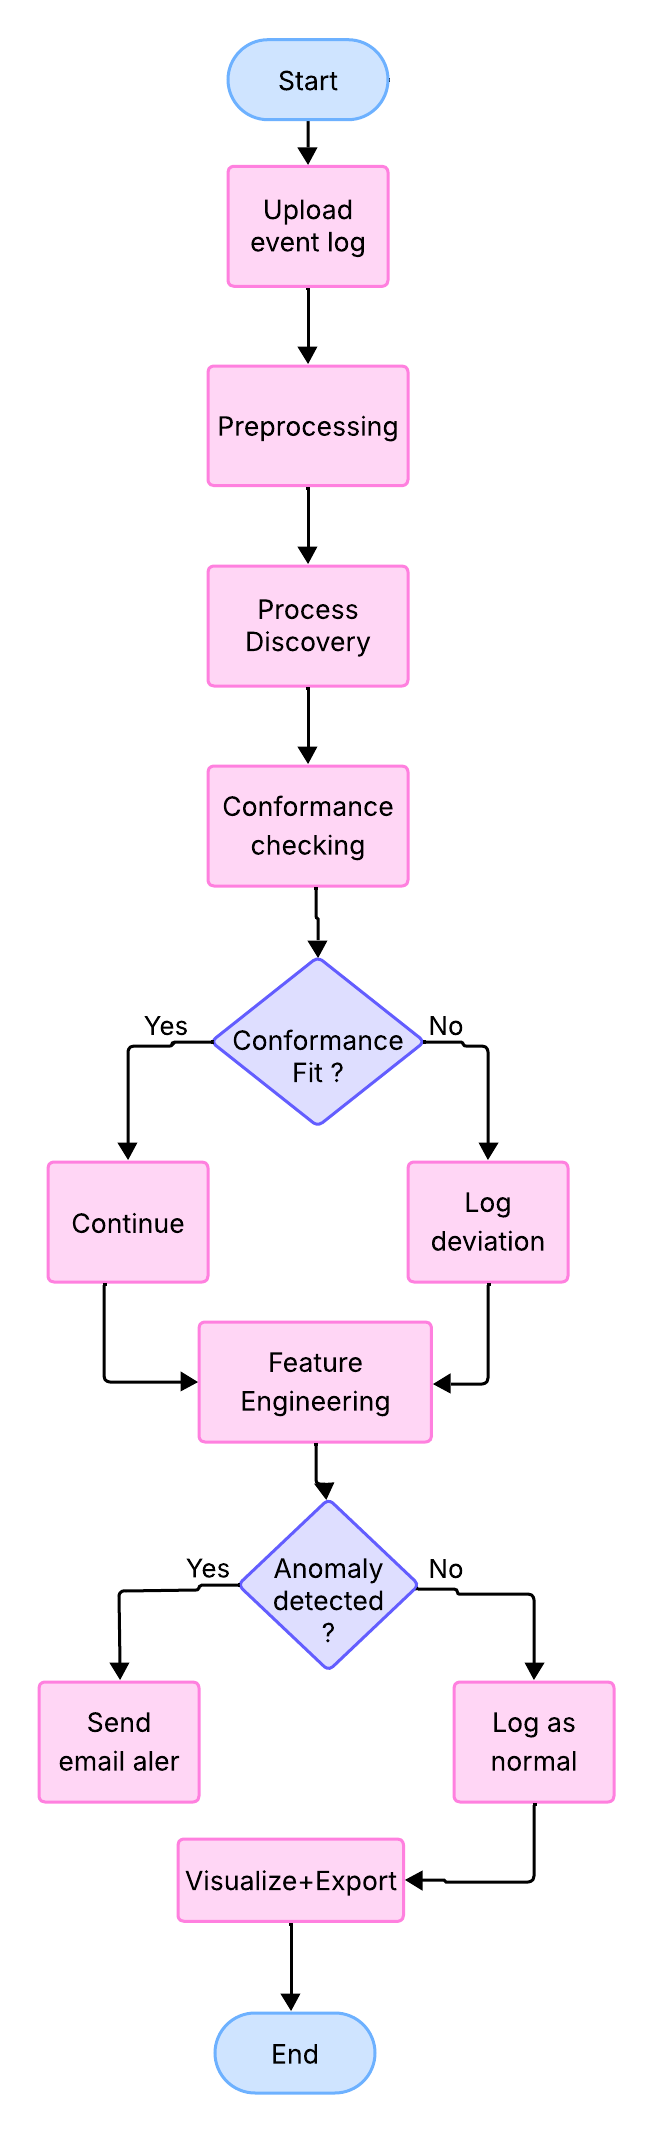 Start
Upload
event log
Preprocessing
Process
Discovery
Conformance
checking
Yes
No
Conformance
Fit ?
Continue
Log
deviation
Feature
Engineering
Yes
No
Anomaly
detected
?
Send
email aler
Log as
normal
Visualize+Export
End